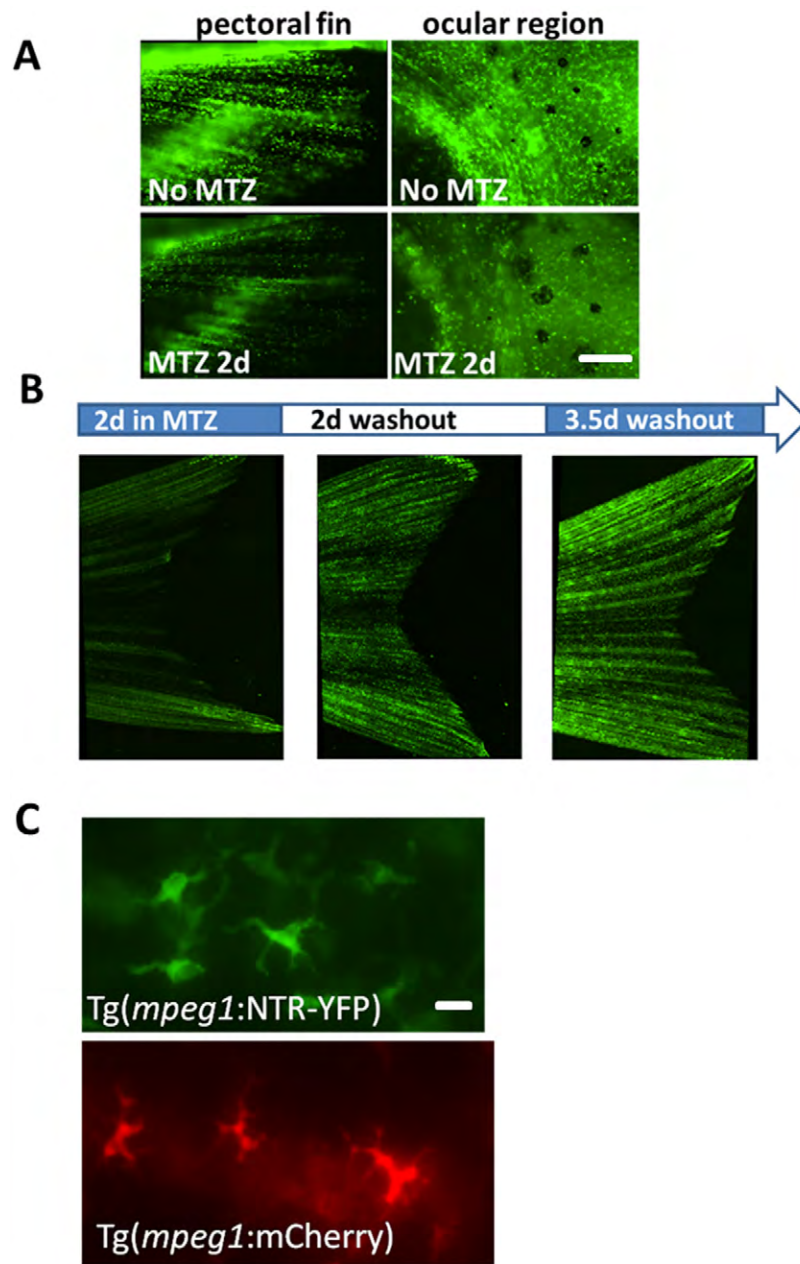 pectoral fin ocular region
A
No MTZ No MTZ
MTZ 2d MTZ 2d
B
2d in MTZ 2d washout 3.5d washout
C
Tg(mpeg1:NTR-YFP)
Tg(mpeg1:mCherry)